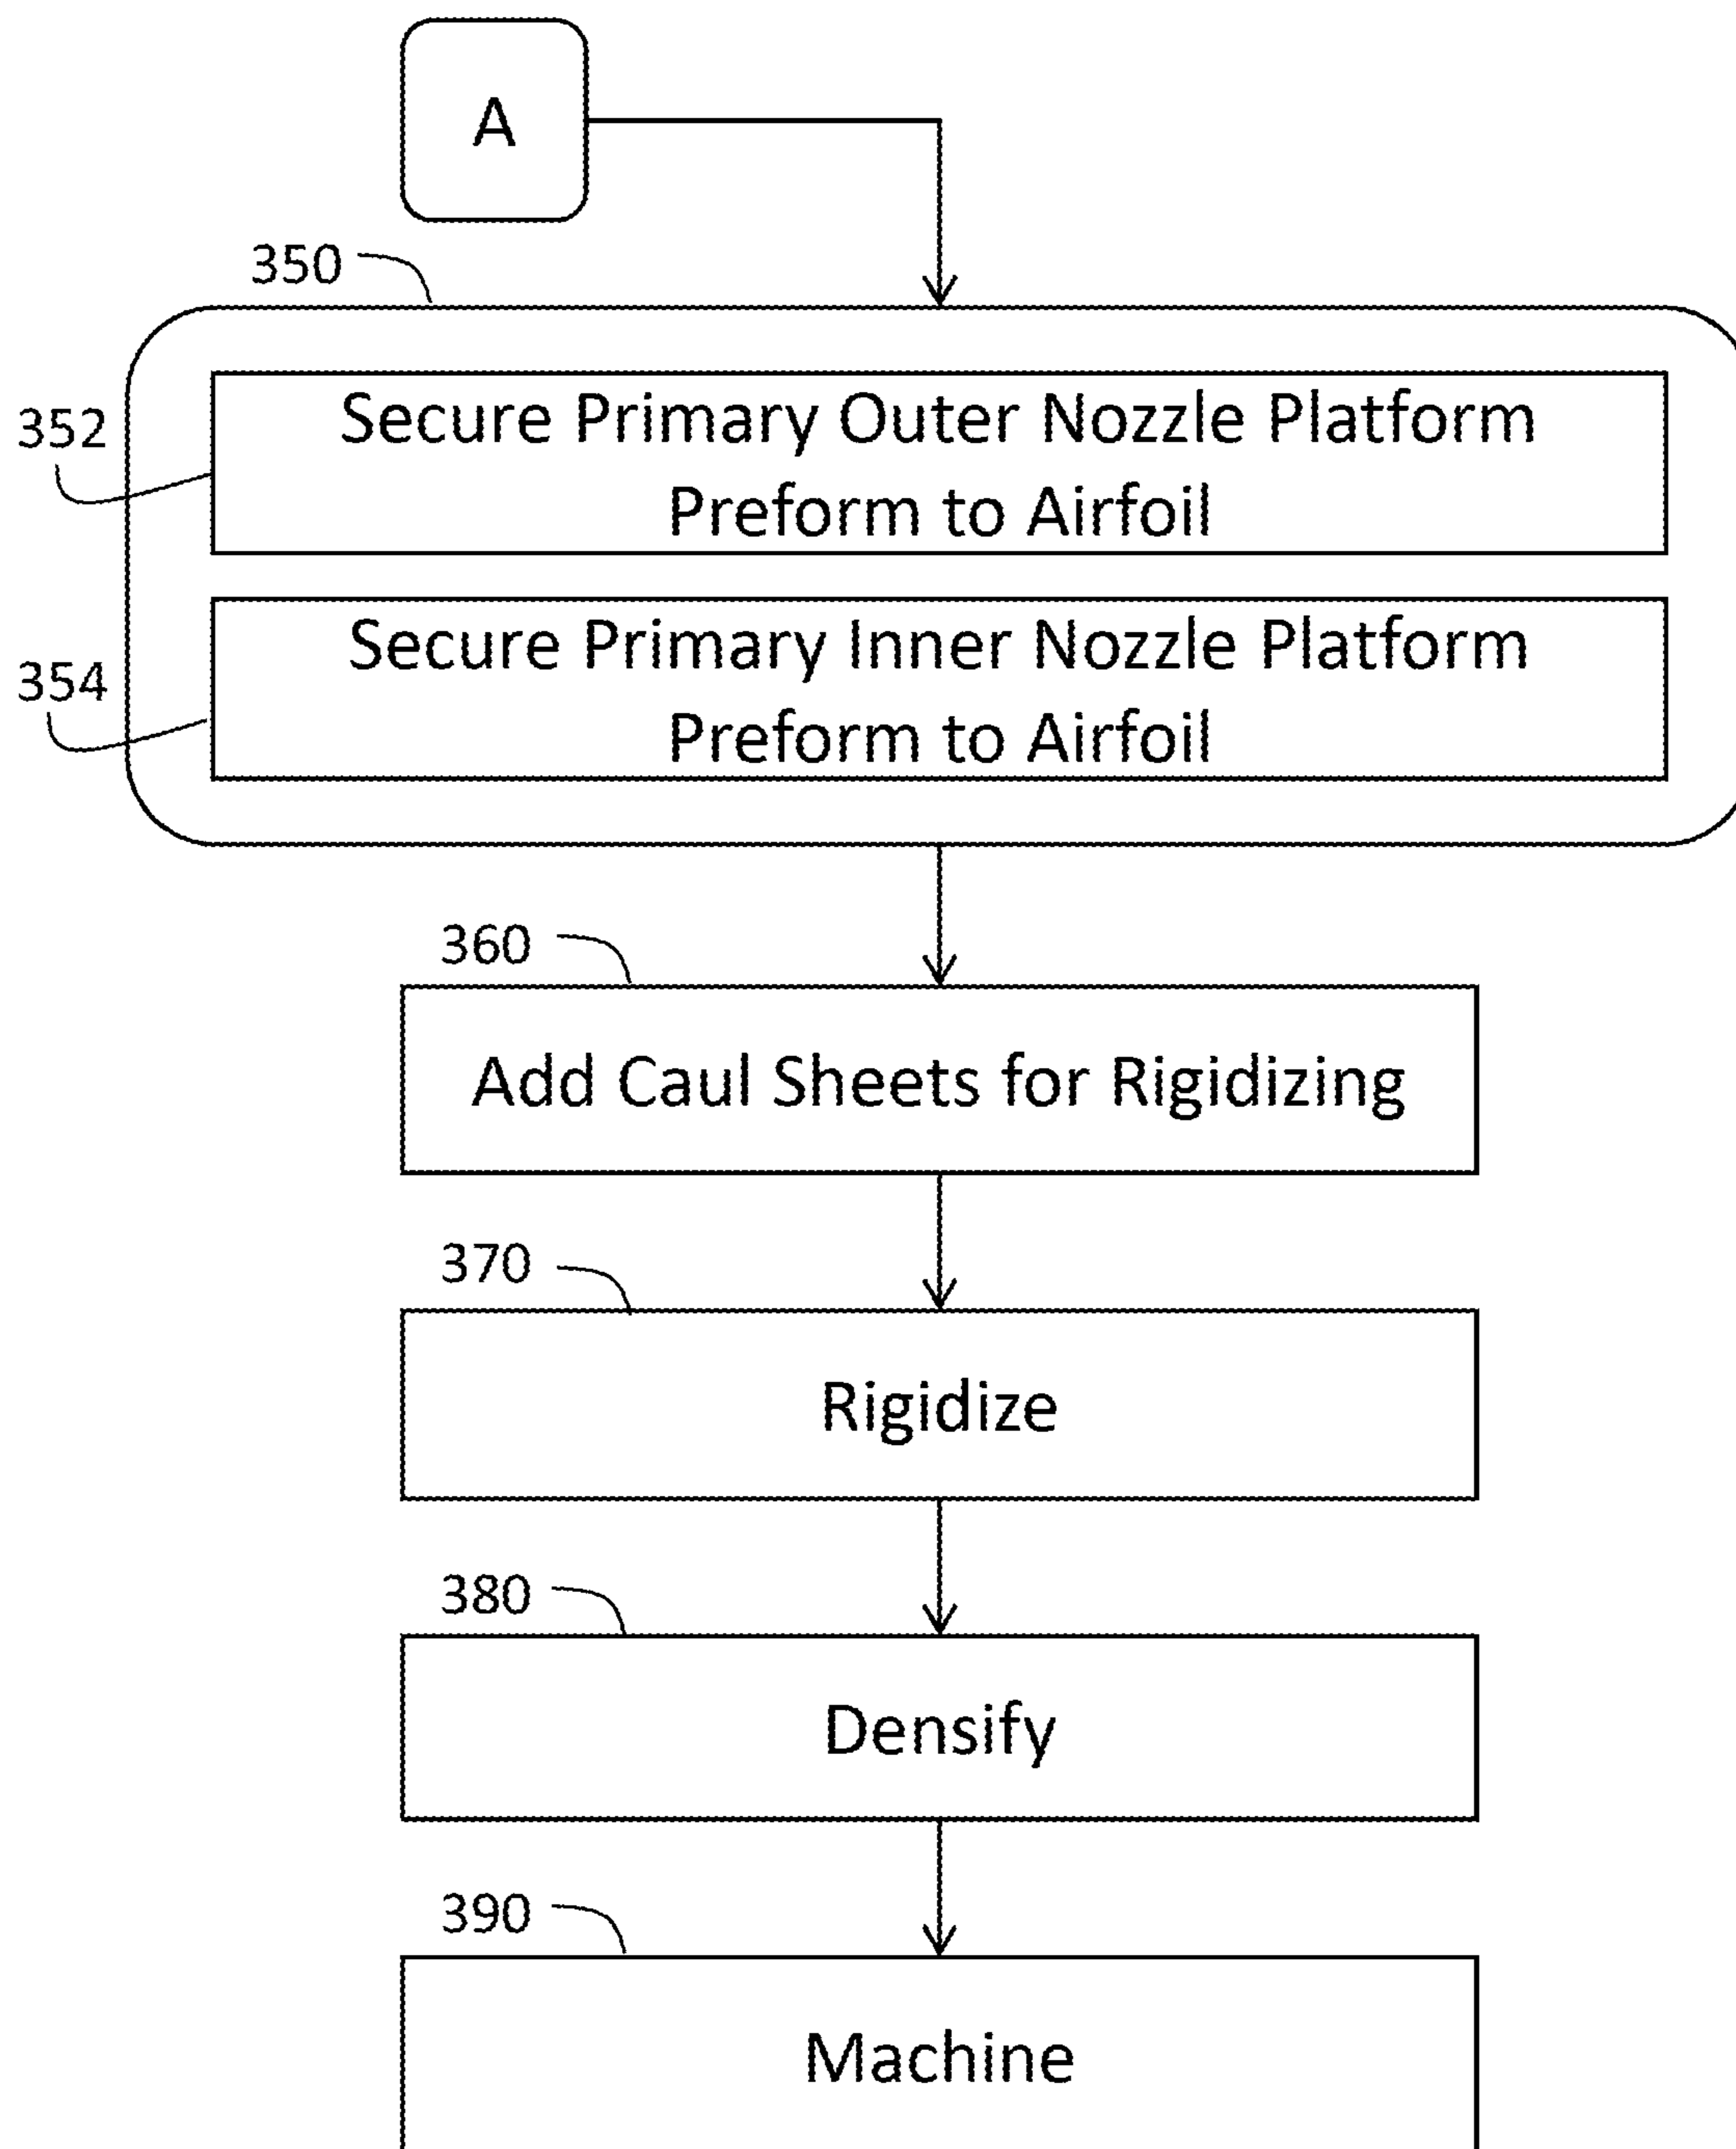 A
350
352
Secure Primary Outer Nozzle Platform
Preform to Airfoil
354
Secure Primary Inner Nozzle Platform
Preform to Airfoil
360
Add Caul Sheets for Rigidizing
370
Rigidize
380
Densify
390
Machine